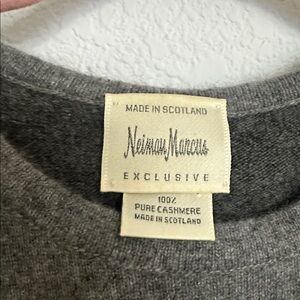 MADE IN SCOTLAND
Neiman Marcus
EXCLUSIVE
100%
PURE CASHMERE
MADE IN SCOTLAND